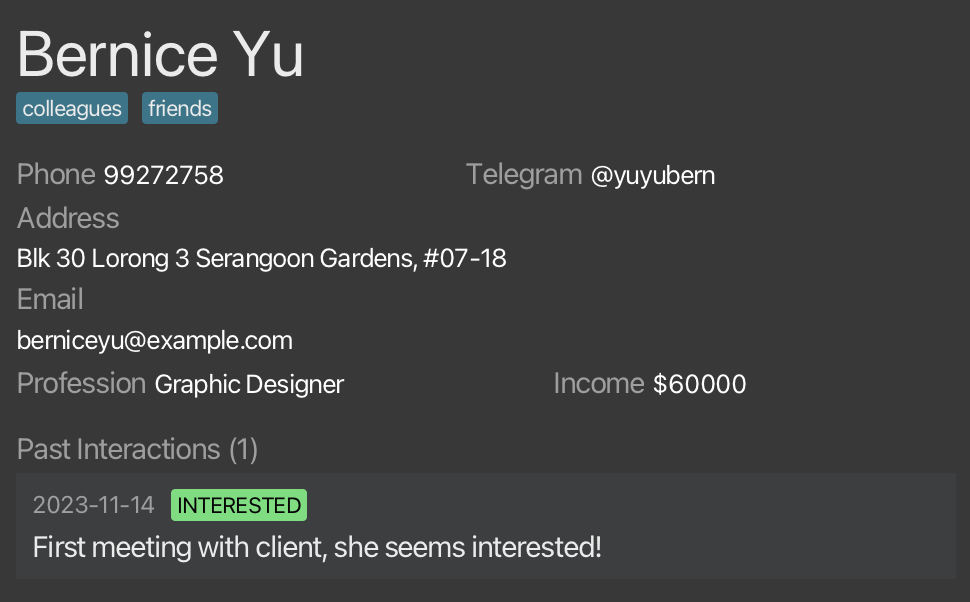 Bernice Yu
colleagues friends
Phone 99272758 Telegram @yuyubern
Address
Blk 30 Lorong 3 Serangoon Gardens, #07-18
Email
berniceyu@example.com
Profession Graphic Designer Income $60000
Past Interactions (1)
2023-11-14 INTERESTED
First meeting with client, she seems interested!